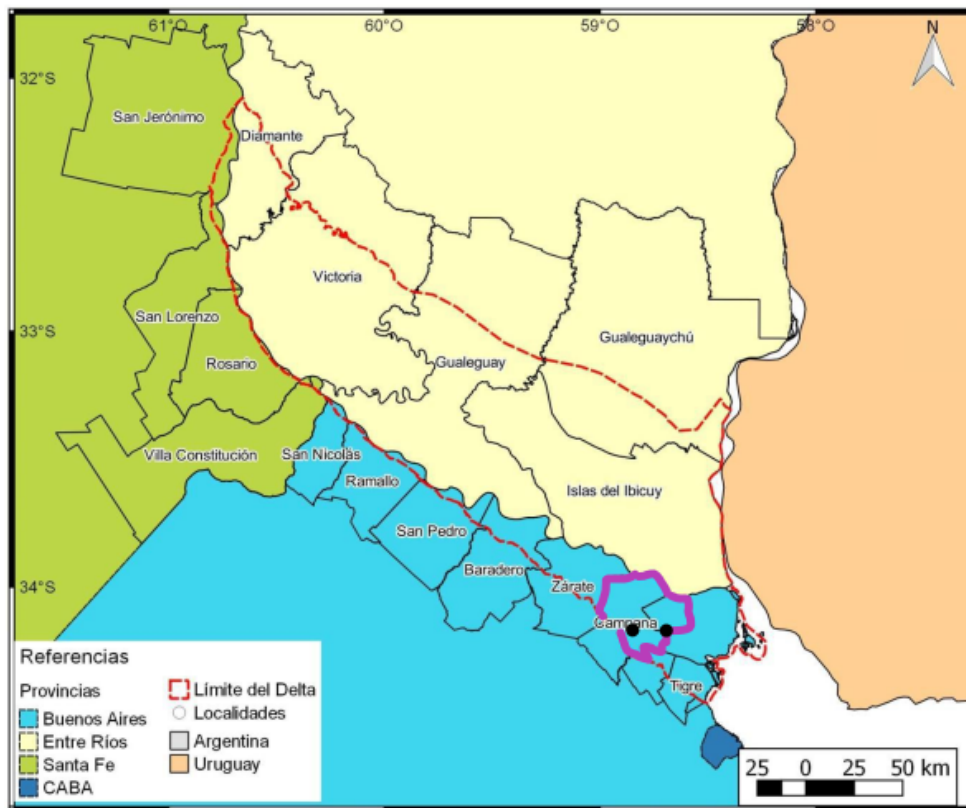 61°O 60°O 59°O 58°O
N
32°S
San Jerónimo
Diamante
Victoria
33°S
San Lorenzo
Gualeguaychú
Gualeguay
Rosario
Villa Constitución
San Nicolás
Ramallo
Islas del Ibicuy
San Pedro
Baradero
34°S
Zárate
Campana
Tigre
Referencias
Provincias
Buenos Aires
Entre Ríos
Santa Fe
CABA
Límite del Delta
Localidades
Argentina
Uruguay
25 0 25 50 km